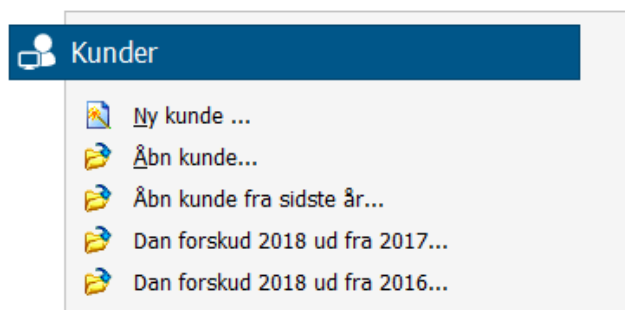 Kunder
Ny kunde ...
Åbn kunde...
Åbn kunde fra sidste år...
Dan forskud 2018 ud fra 2017...
Dan forskud 2018 ud fra 2016...